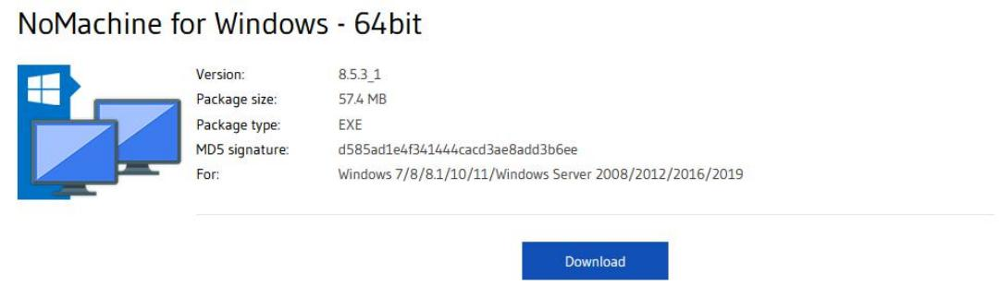 NoMachine for Windows - 64bit
Version: 8.5.3_1
Package size: 57.4 MB
Package type: EXE
MD5 signature: d585ad1e4f341444cacd3ae8add3b6ee
For: Windows 7/8/8.1/10/11/Windows Server 2008/2012/2016/2019
Download